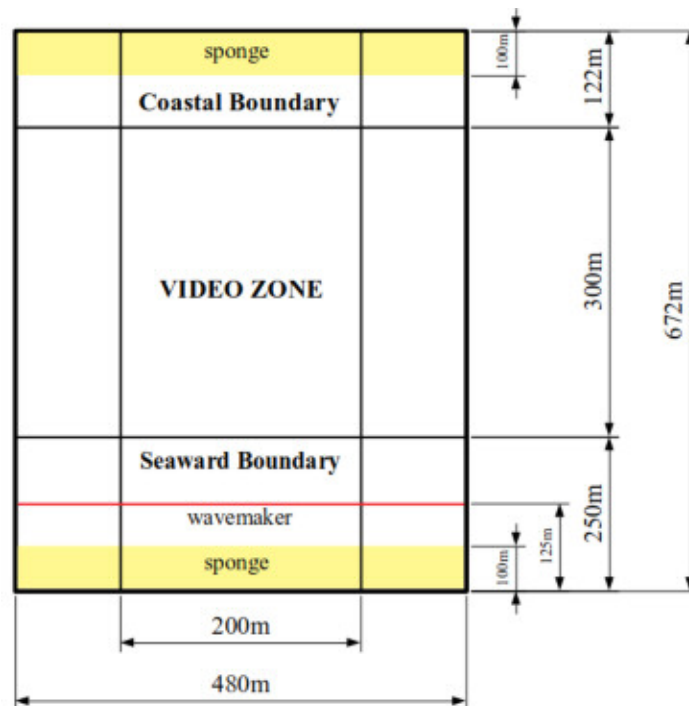 sponge
100m
122m
Coastal Boundary
VIDEO ZONE
300m
672m
Seaward Boundary
wavemaker
250m
125m
sponge
100m
200m
480m